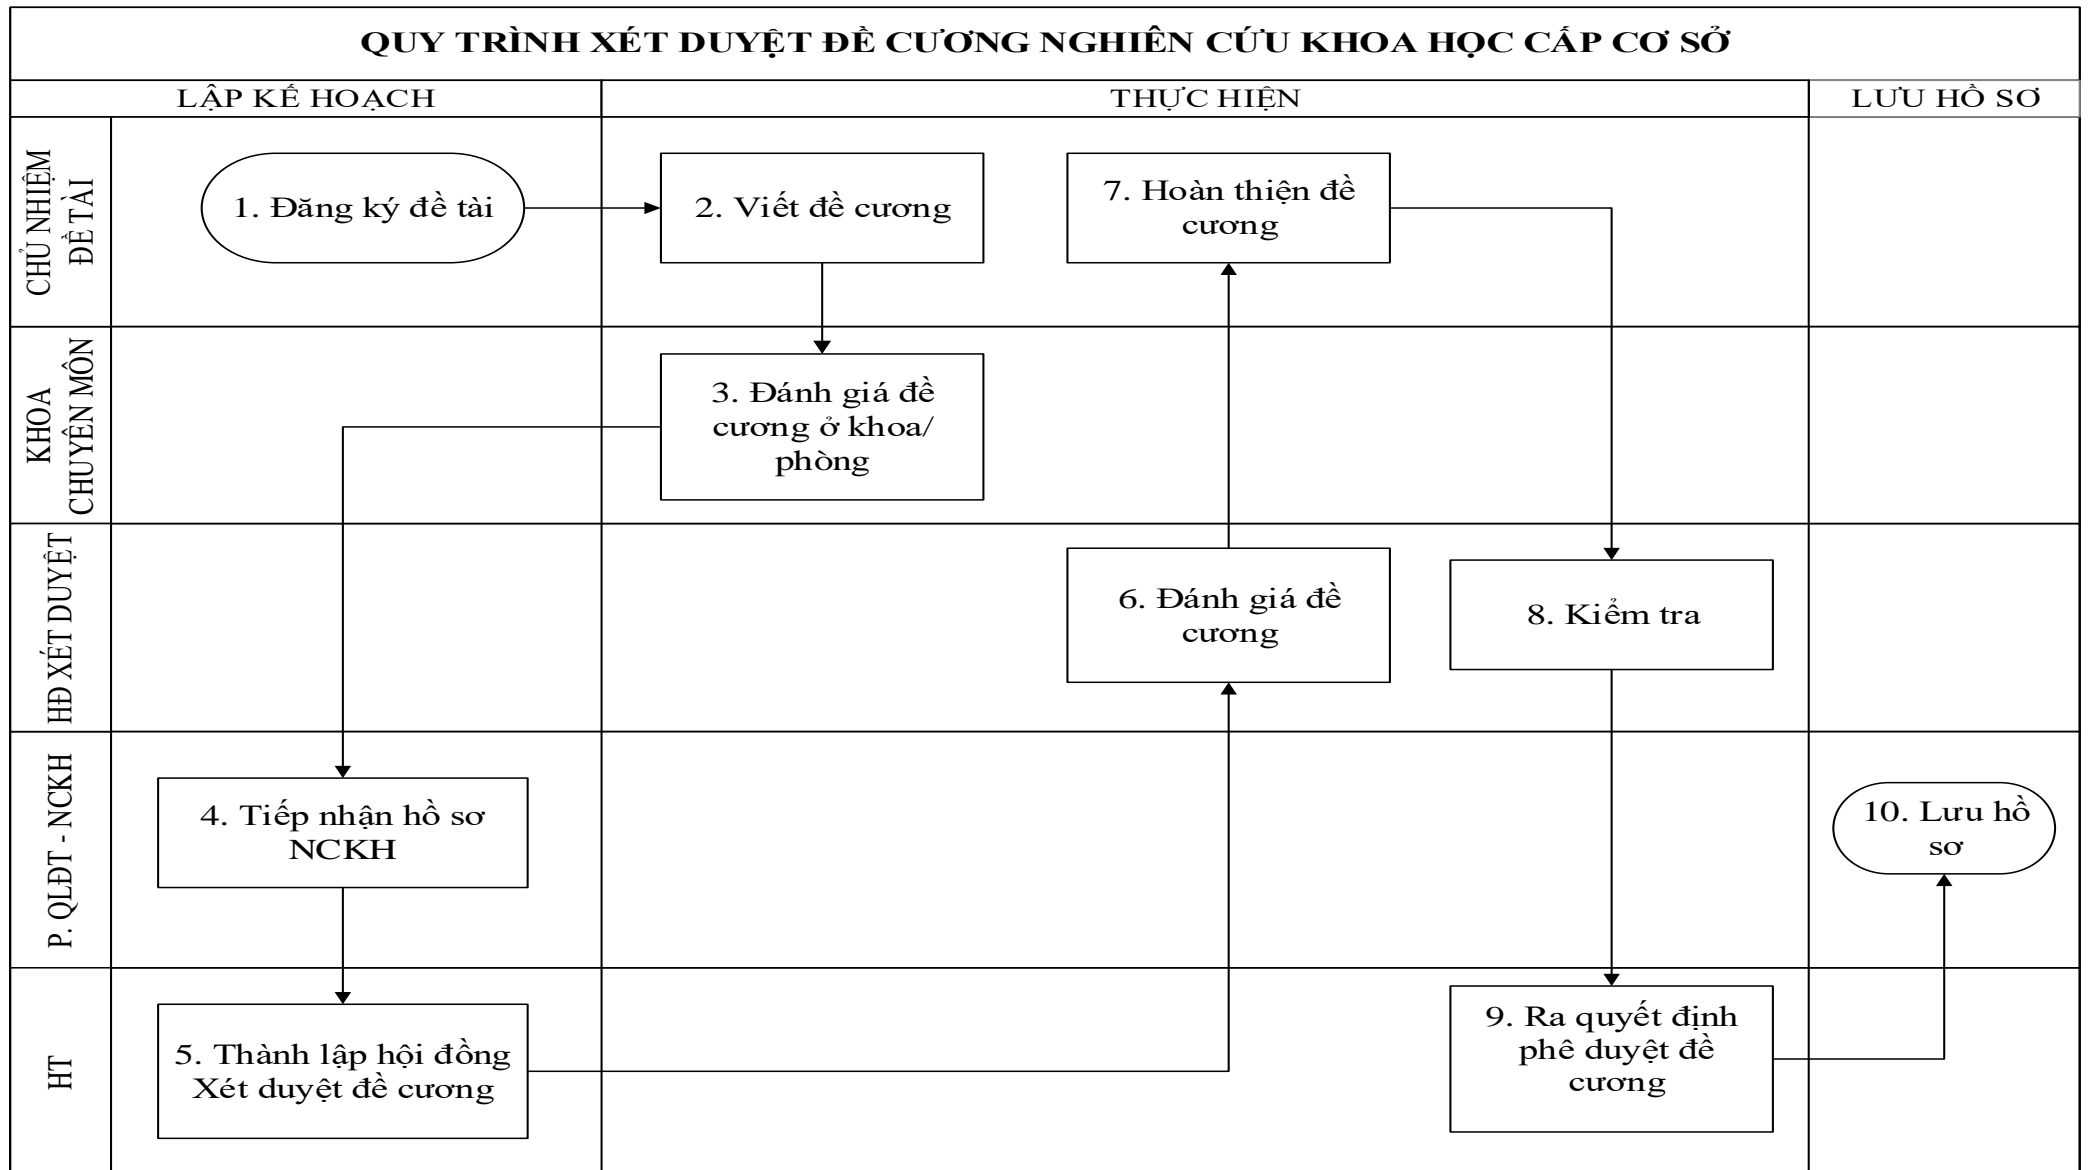 QUY TRÌNH XÉT DUYỆT ĐỀ CƯƠNG NGHIÊN CỨU KHOA HỌC CẤP CƠ SỞ
LẬP KẾ HOẠCH
THỰC HIỆN
LƯU HỒ SƠ
CHỦ NHIỆM
ĐỀ TÀI
1. Đăng ký đề tài
2. Viết đề cương
7. Hoàn thiện đề
cương
KHOA
CHUYÊN MÔN
3. Đánh giá đề
cương ở khoa/
phòng
HĐ XÉT DUYỆT
6. Đánh giá đề
cương
8. Kiểm tra
P. QLĐT - NCKH
4. Tiếp nhận hồ sơ
NCKH
10. Lưu hồ
sơ
HT
5. Thành lập hội đồng
Xét duyệt đề cương
9. Ra quyết định
phê duyệt đề
cương